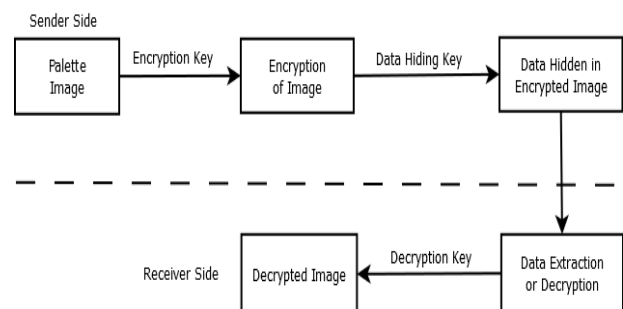 Sender Side
Palette
Image
Encryption Key
Encryption
of Image
Data Hiding Key
Data Hidden in
Encrypted Image
Receiver Side
Decrypted Image
Decryption Key
Data Extraction
or Decryption